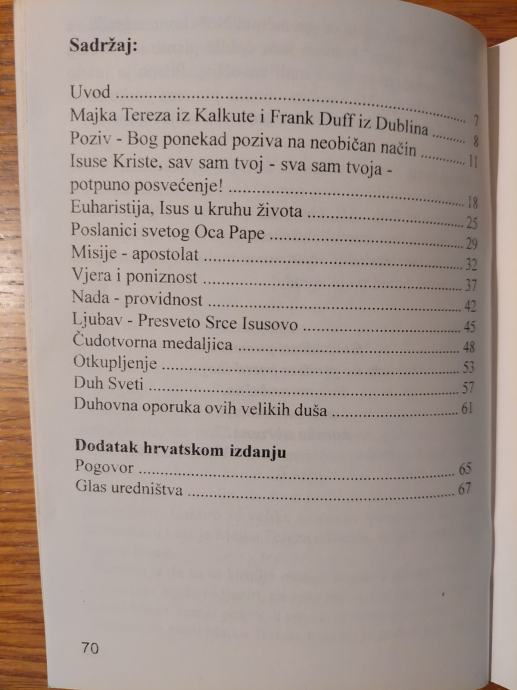 Sadržaj:
Uvod ........ 7
Majka Tereza iz Kalkute i Frank Duff iz Dublina ........ 8
Poziv - Bog ponekad poziva na neobičan način ........ 11
Isuse Kriste, sav sam tvoj - sva sam tvoja -
potpuno posvećenje! ........ 18
Euharistija, Isus u kruhu života ........ 25
Poslanici svetog Oca Pape ........ 29
Misije - apostolat ........ 32
Vjera i poniznost ........ 37
Nada - providnost ........ 42
Ljubav - Presveto Srce Isusovo ........ 45
Čudotvorna medaljica ........ 48
Otkupljenje ........ 53
Duh Sveti ........ 57
Duhovna oporuka ovih velikih duša ........ 61
Dodatak hrvatskom izdanju
Pogovor ........ 65
Glas uredništva ........ 67
70